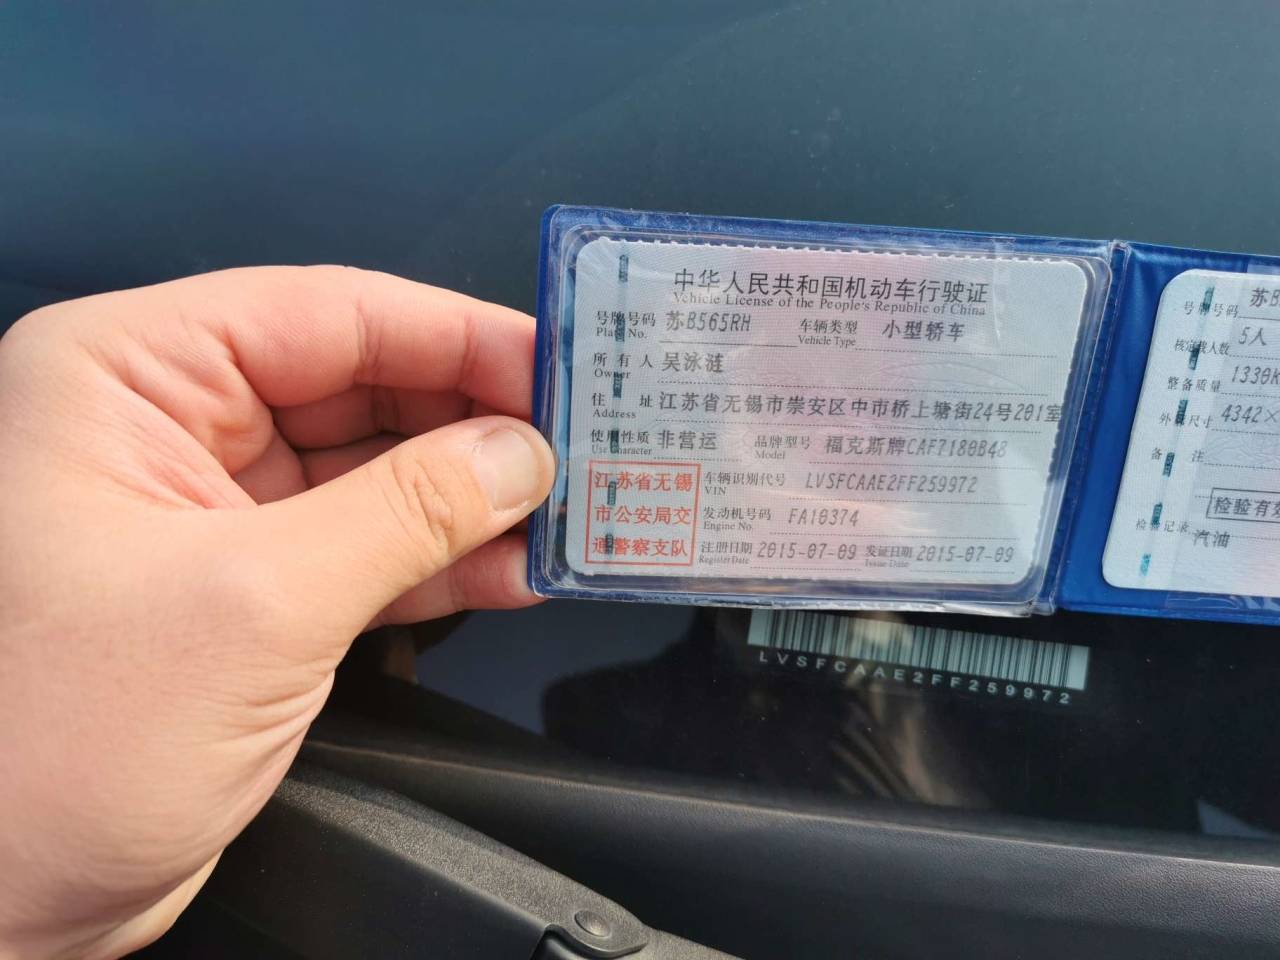 中华人民共和国机动车行驶证
Vehicle License of the People's Republic of China
号牌号码 苏B565RH 车辆类型 小型轿车
Plate No. Vehicle Type
所有人 吴泳涟
Owner
住址 江苏省无锡市崇安区中市桥上塘街24号201室
Address
使用性质 非营运 品牌型号 福克斯牌CAF7180B48
Use Character Model
江苏省无锡
市公安局交
通警察支队
车辆识别代号 LVSFCAAE2FF259972
VIN
发动机号码 FA10374
Engine No.
注册日期 2015-07-09 发证日期 2015-07-09
Register Date Issue Date
号牌号码 苏B
核定载人数 5人
整备质量 1330K
外廓尺寸 4342×
备注
检验有效
检验记录
汽油
LVSFCAAE2FF259972